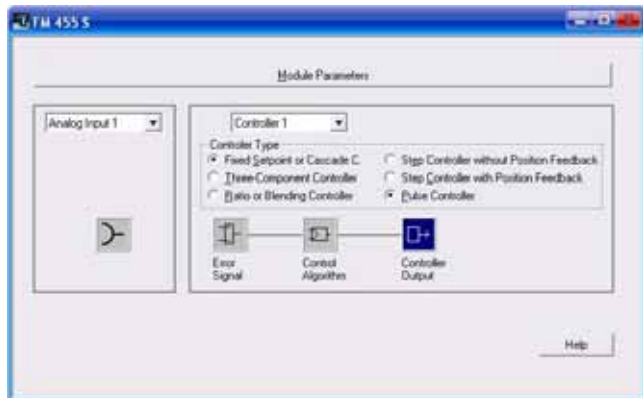 FM 455 S
Module Parameters
Analog Input 1
Controller 1
Controller Type
Fixed Setpoint or Cascade C.
Step Controller without Position Feedback
Three-Component Controller
Step Controller with Position Feedback
Ratio or Blending Controller
Pulse Controller
Error Signal
Control Algorithm
Controller Output
Help